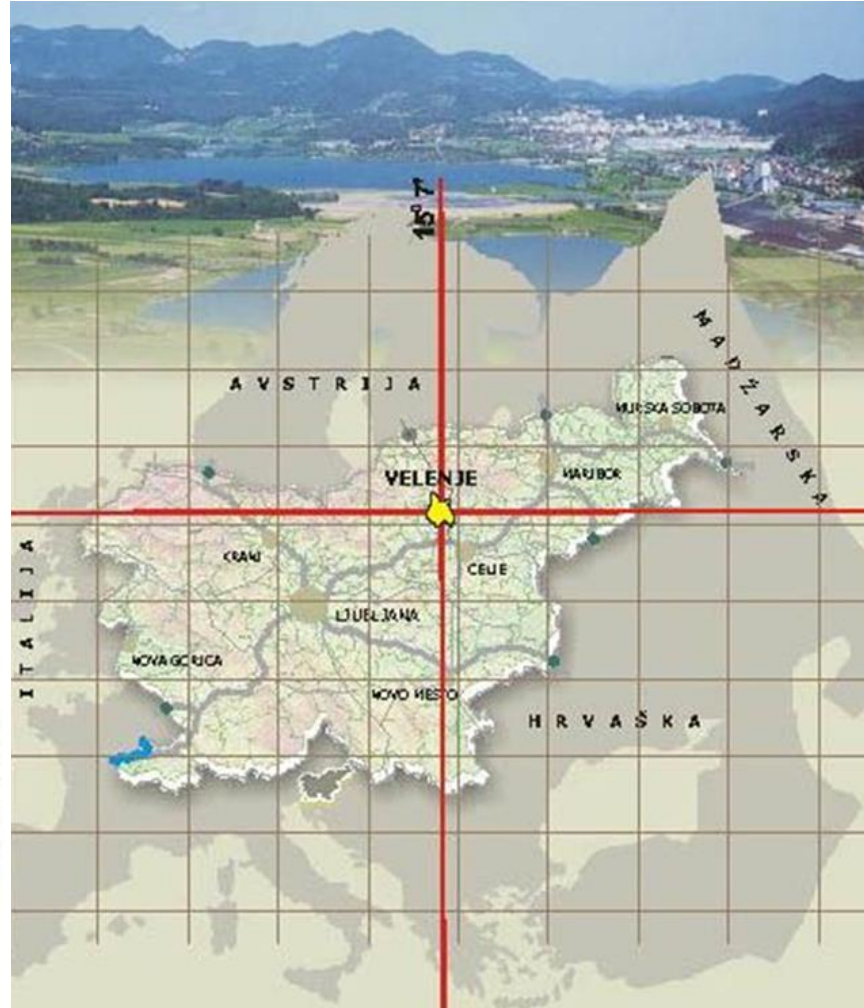 15° 7'
MADŽARSKA
AVSTRIJA
MURSKA SOBOTA
VELENJE
MARIBOR
KRANJ
CELJE
ITALIJA
LJUBLJANA
NOVA GORICA
NOVO MESTO
HRVAŠKA